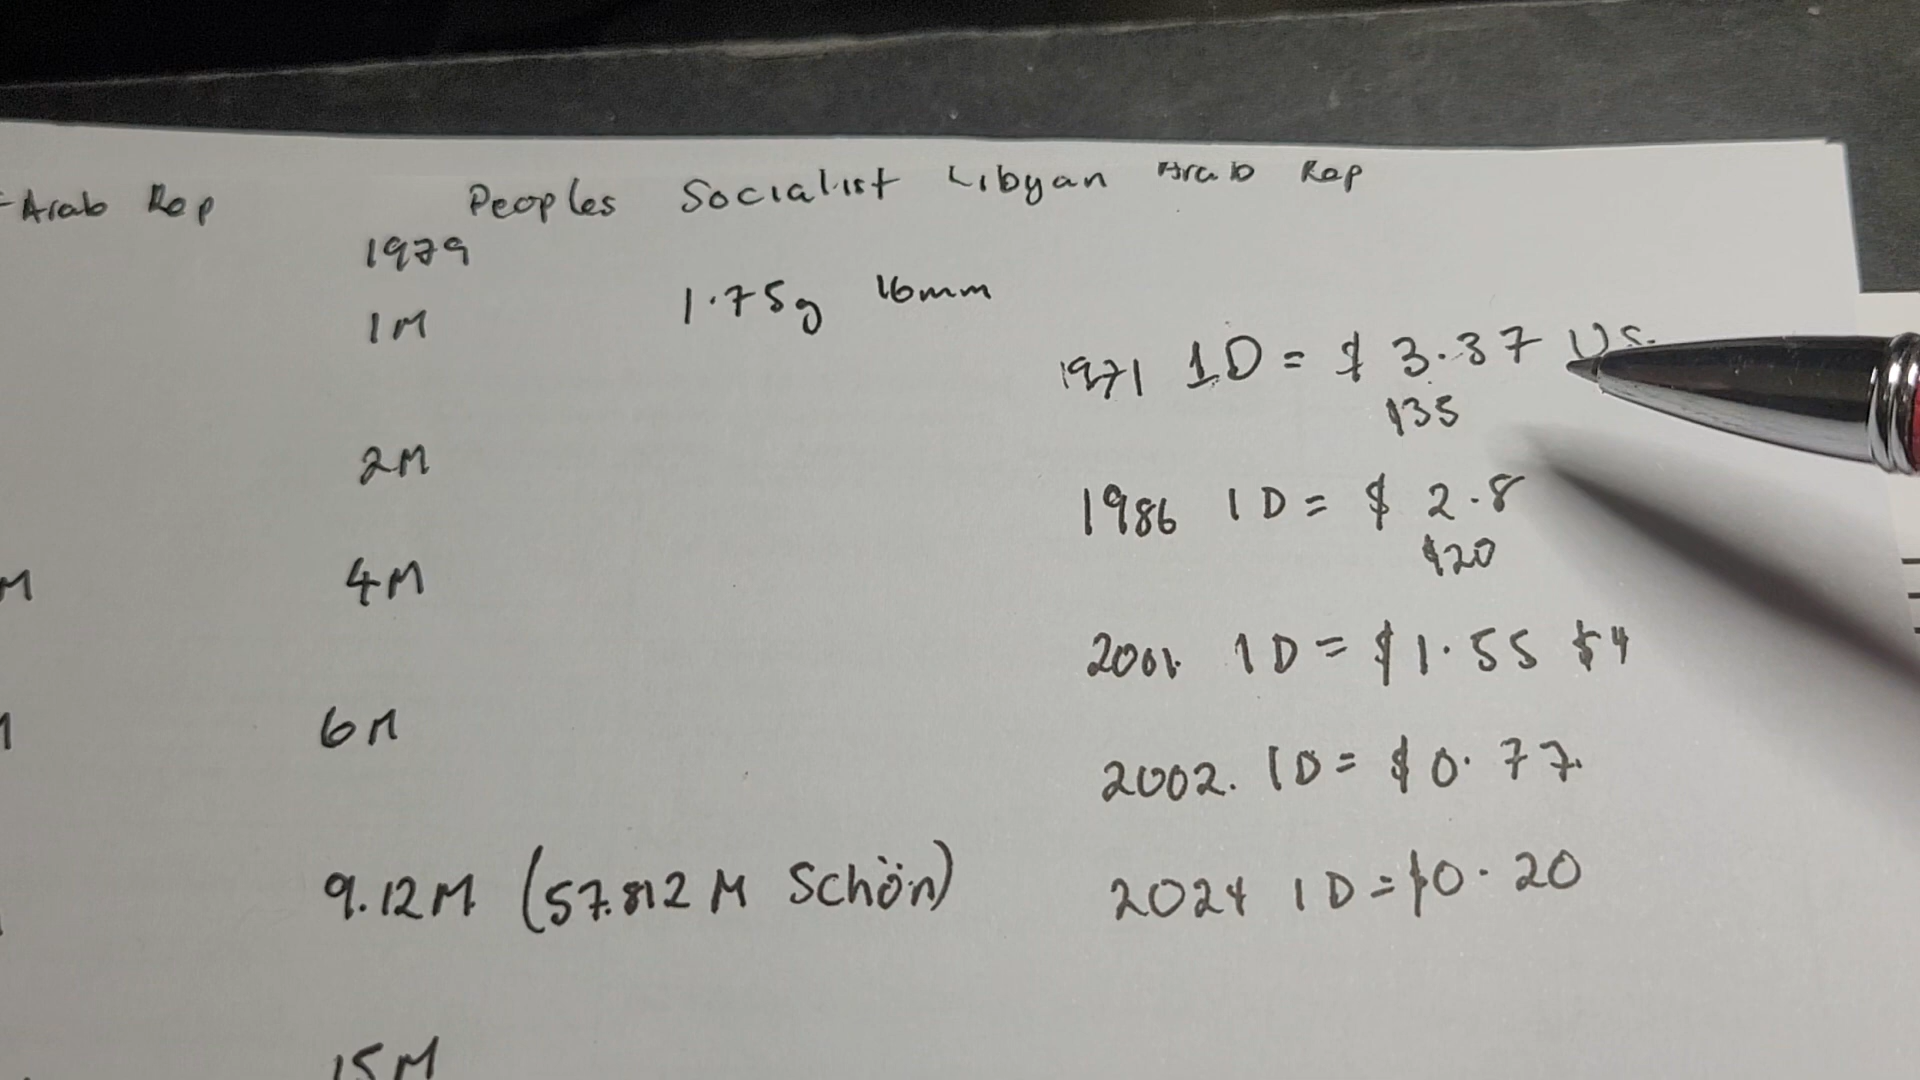 Arab Rep
Peoples Socialist Libyan Arab Rep
1979
1M 1.75g 16mm
2M
4M
6M
9.12M (57.812 M Schön)
15M
1971 1D = $ 3.37 US.
$35
1986 1D = $ 2.8
$20
2001. 1D = $1.55 $4
2002. 1D = $0.77.
2024 1D = $0.20
M